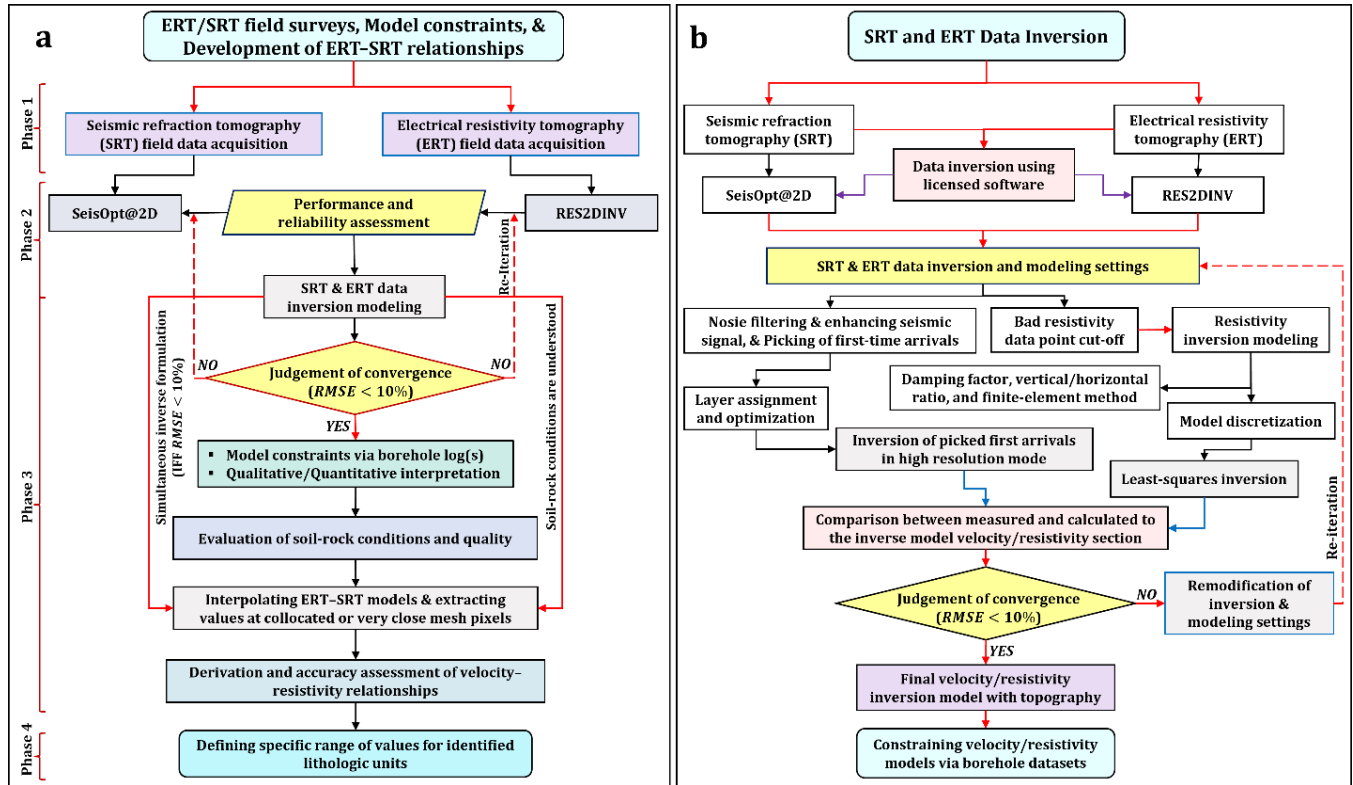 a
ERT/SRT field surveys, Model constraints, &
Development of ERT–SRT relationships
Phase 1
Seismic refraction tomography
(SRT) field data acquisition
Electrical resistivity tomography
(ERT) field data acquisition
Phase 2
SeisOpt@2D
Performance and
reliability assessment
RES2DINV
Re-Iteration
SRT & ERT data
inversion modeling
Phase 3
Simultaneous inverse formulation
(IFF RMSE < 10%)
Soil-rock conditions are understood
NO
NO
Judgement of convergence
(RMSE < 10%)
YES
▪ Model constraints via borehole log(s)
▪ Qualitative/Quantitative interpretation
Evaluation of soil-rock conditions and quality
Interpolating ERT–SRT models & extracting
values at collocated or very close mesh pixels
Derivation and accuracy assessment of velocity–
resistivity relationships
Phase 4
Defining specific range of values for identified
lithologic units
b
SRT and ERT Data Inversion
Seismic refraction
tomography (SRT)
Electrical resistivity
tomography (ERT)
Data inversion using
licensed software
SeisOpt@2D
RES2DINV
SRT & ERT data inversion and modeling settings
Nosie filtering & enhancing seismic
signal, & Picking of first-time arrivals
Bad resistivity
data point cut-off
Resistivity
inversion modeling
Damping factor, vertical/horizontal
ratio, and finite-element method
Layer assignment
and optimization
Model discretization
Inversion of picked first arrivals
in high resolution mode
Least-squares inversion
Comparison between measured and calculated to
the inverse model velocity/resistivity section
Re-iteration
Judgement of convergence
(RMSE < 10%)
NO
Remodification of
inversion &
modeling settings
YES
Final velocity/resistivity
inversion model with topography
Constraining velocity/resistivity
models via borehole datasets